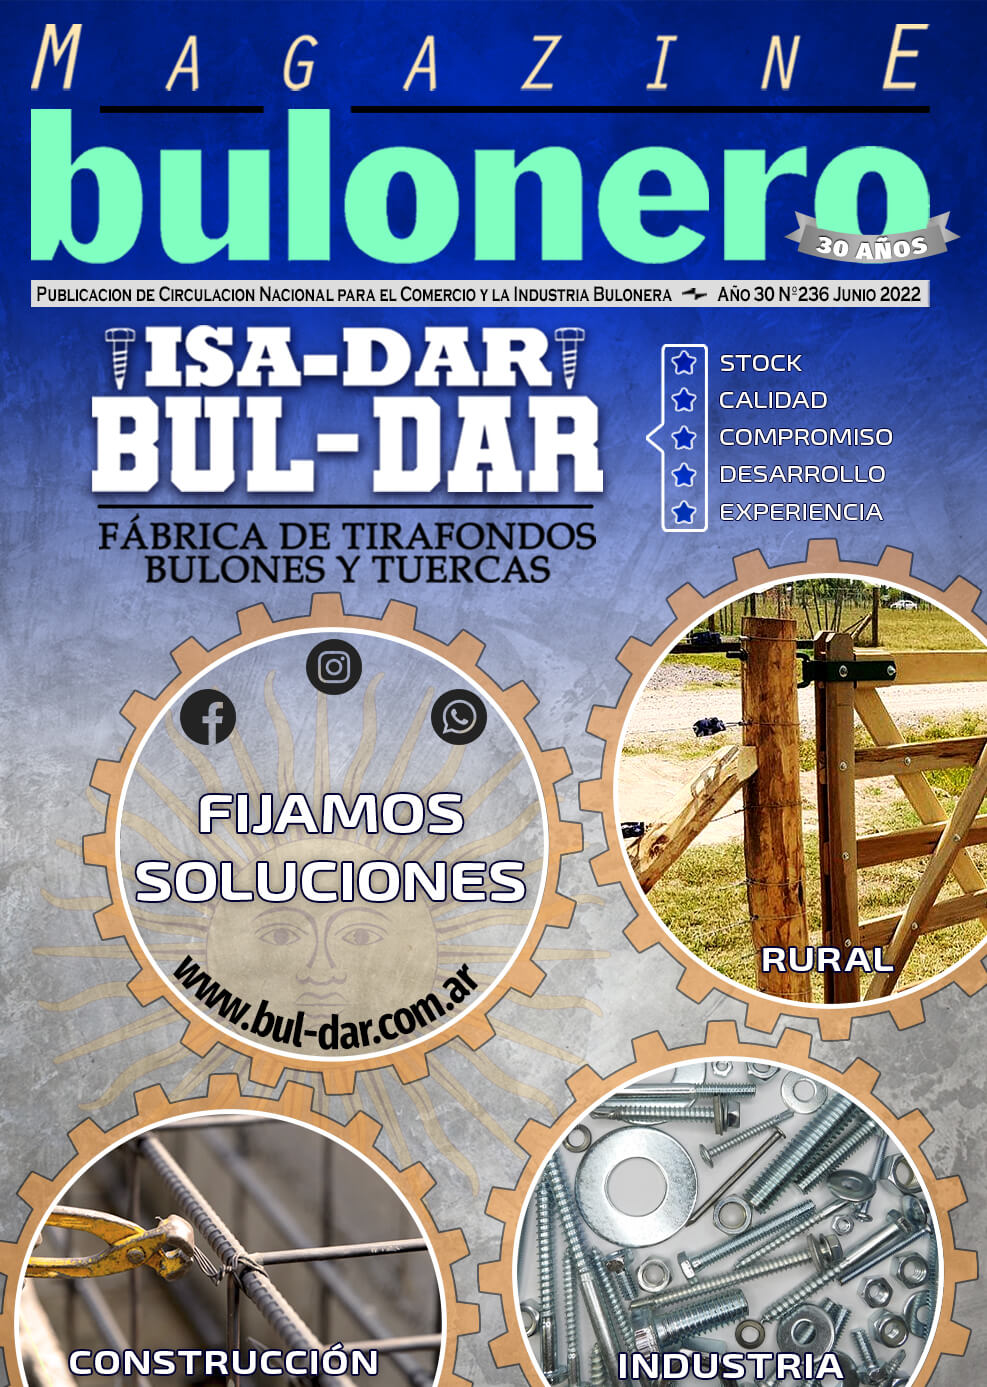 MAGAZINE
bulonero
30 AÑOS
PUBLICACION DE CIRCULACION NACIONAL PARA EL COMERCIO Y LA INDUSTRIA BULONERA AÑO 30 Nº236 JUNIO 2022
ISA-DAR
BUL-DAR
FÁBRICA DE TIRAFONDOS
BULONES Y TUERCAS
STOCK
CALIDAD
COMPROMISO
DESARROLLO
EXPERIENCIA
FIJAMOS
SOLUCIONES
www.bul-dar.com.ar
RURAL
CONSTRUCCIÓN
INDUSTRIA